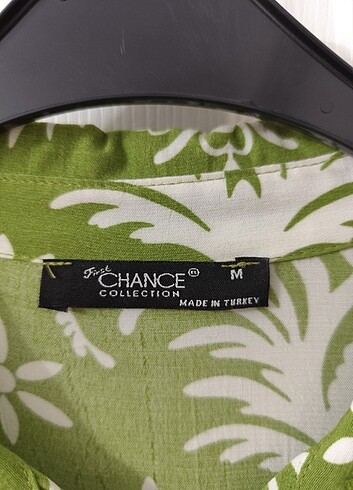 First
CHANCE ®
COLLECTION
M
MADE IN TURKEY